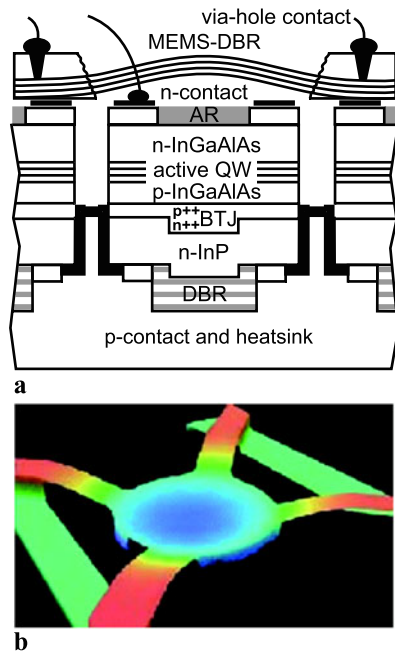 via-hole contact
MEMS-DBR
n-contact
AR
n-InGaAlAs
active QW
p-InGaAlAs
p++
n++ BTJ
n-InP
DBR
p-contact and heatsink
a
b